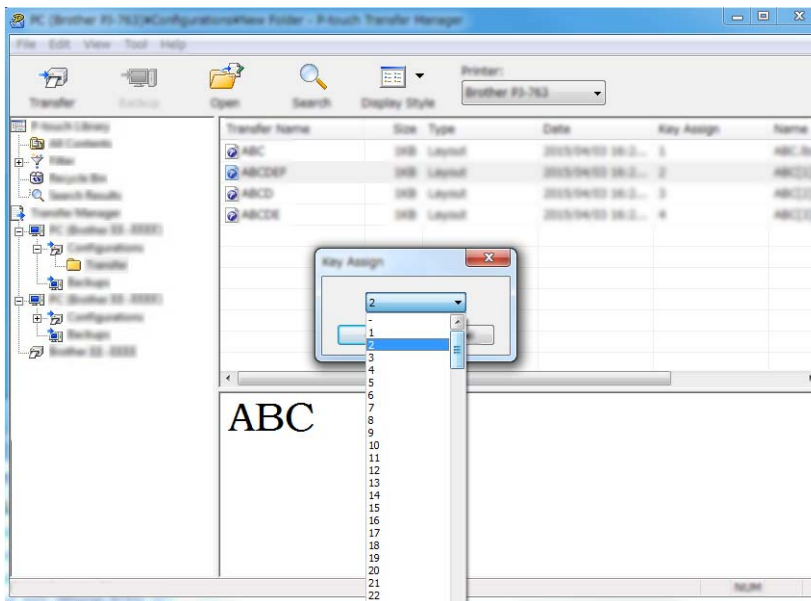 PC (Brother PJ-763)¥Configurations¥New Folder - P-touch Transfer Manager
File Edit View Tool Help
Transfer Backup Open Search Display Style
Printer:
Brother PJ-763
P-touch Library
All Contents
Filter
Recycle Bin
Search Results
Transfer Manager
Configurations
Transfer
Backups
Configurations
Backups
Transfer Name Size Type Date Key Assign Name
ABC 1KB Layout 1
ABCDEF 1KB Layout 2
ABCD 1KB Layout 3
ABCDE 1KB Layout 4
Key Assign
2
-
1
2
3
4
5
6
7
8
9
10
11
12
13
14
15
16
17
18
19
20
21
22
ABC
NUM